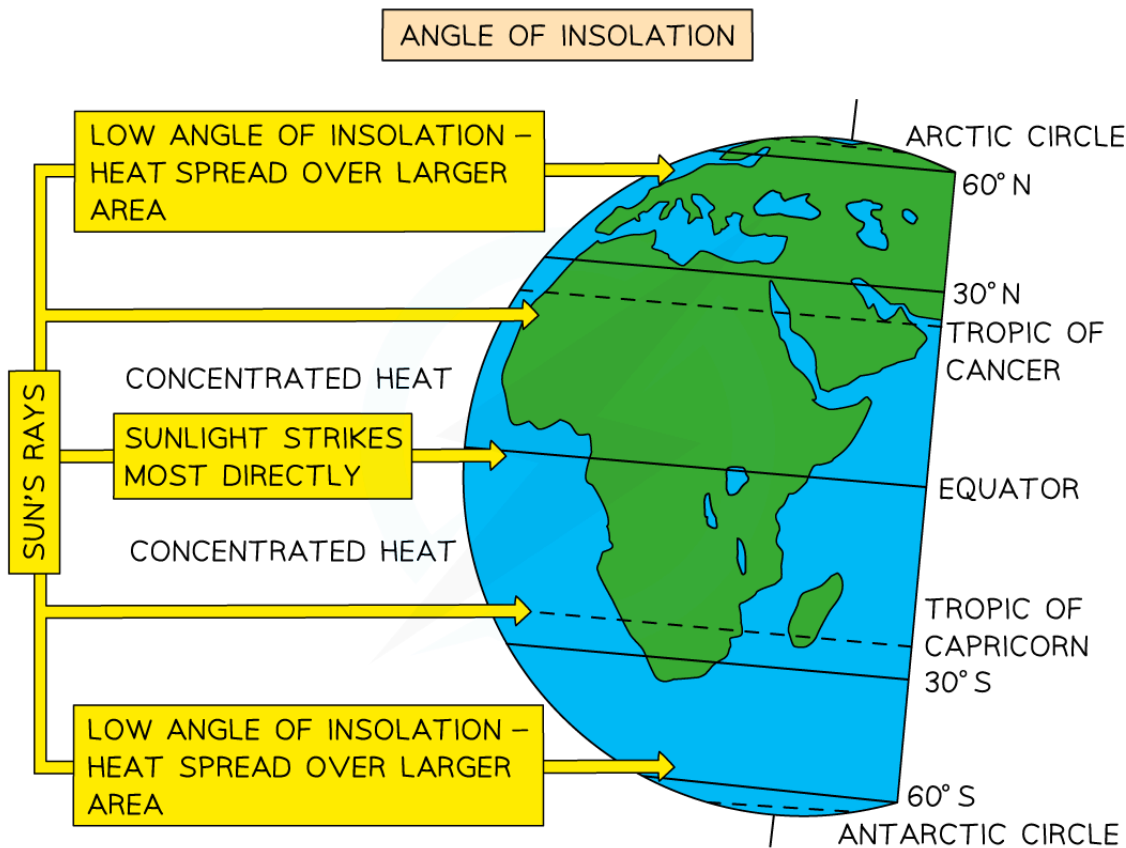 ANGLE OF INSOLATION
LOW ANGLE OF INSOLATION –
HEAT SPREAD OVER LARGER
AREA
ARCTIC CIRCLE
60° N
30° N
TROPIC OF
CANCER
CONCENTRATED HEAT
SUN'S RAYS
SUNLIGHT STRIKES
MOST DIRECTLY
EQUATOR
CONCENTRATED HEAT
TROPIC OF
CAPRICORN
30° S
LOW ANGLE OF INSOLATION –
HEAT SPREAD OVER LARGER
AREA
60° S
ANTARCTIC CIRCLE